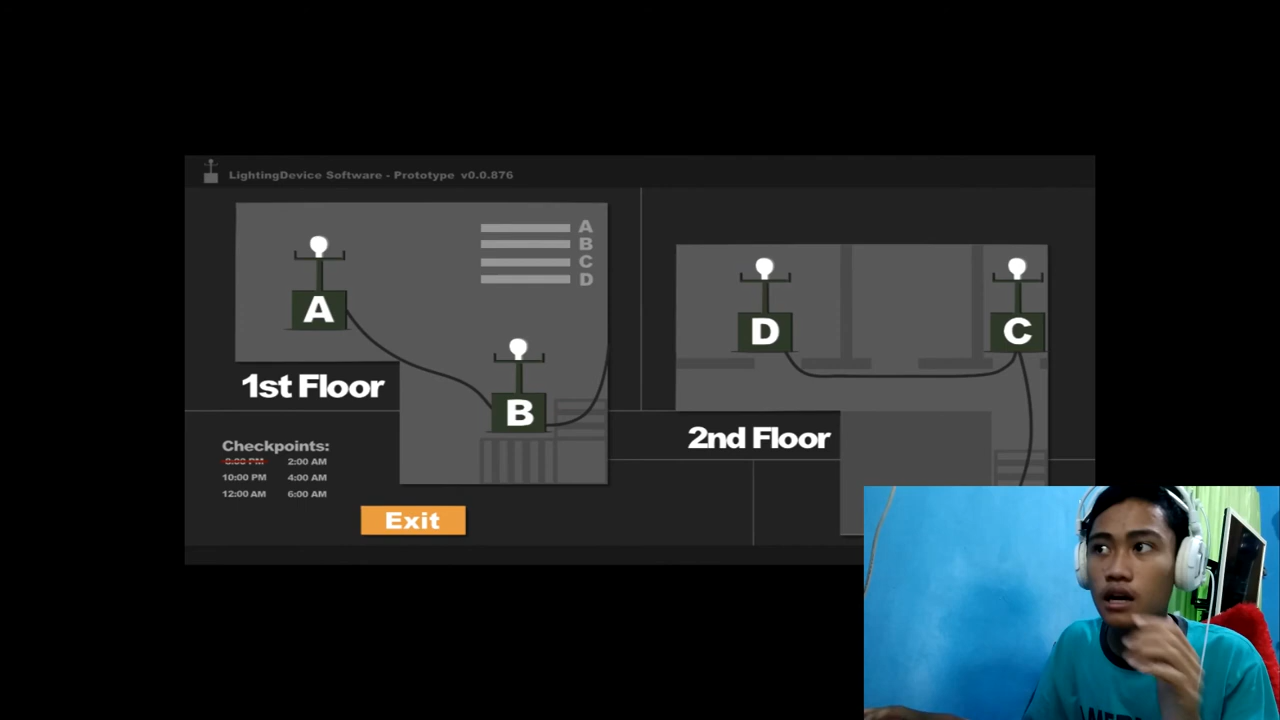 LightingDevice Software - Prototype v0.0.876
A
B
C
D
A
B
1st Floor
D
C
2nd Floor
Checkpoints:
8:00 PM 2:00 AM
10:00 PM 4:00 AM
12:00 AM 6:00 AM
Exit